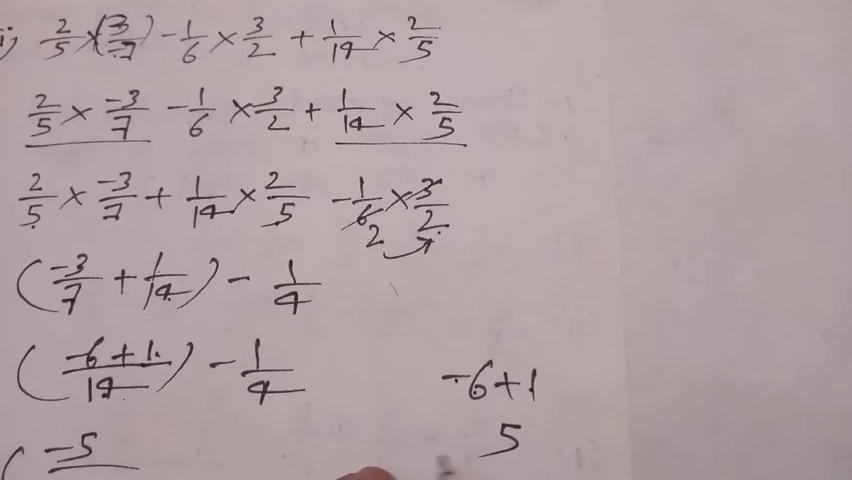 ii, 2/5 × (3/-7) - 1/6 × 3/2 + 1/14 × 2/5
2/5 × -3/7 - 1/6 × 3/2 + 1/14 × 2/5
2/5 × -3/7 + 1/14 × 2/5 - 1/6 × 3/2
2
(-3/7 + 1/14) - 1/4
(-6+1/14) - 1/4
-6+1
5
(-5